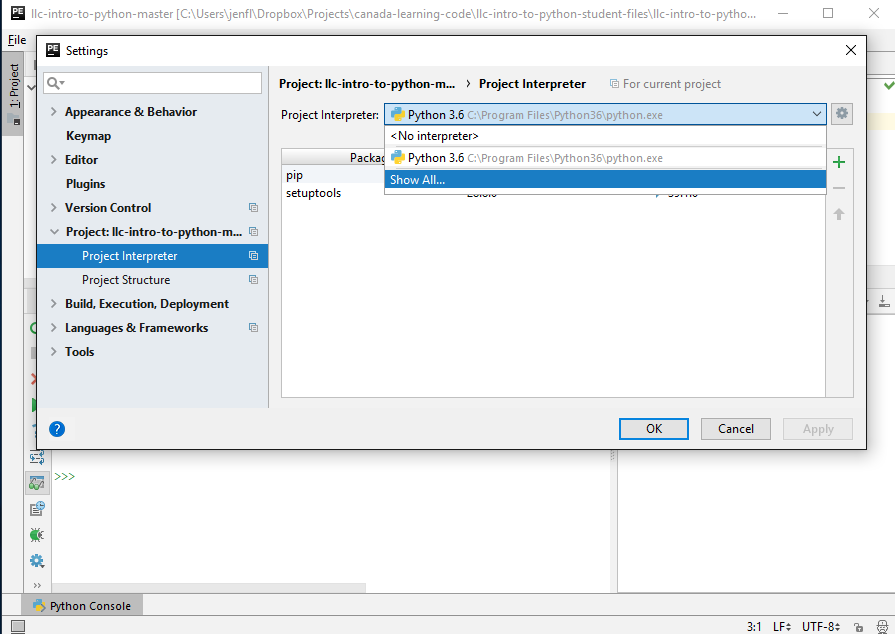 PE llc-intro-to-python-master [C:\Users\jenfl\Dropbox\Projects\canada-learning-code\llc-intro-to-python-student-files\llc-intro-to-pytho...
File
PE Settings
1: Project
Project: llc-intro-to-python-m... › Project Interpreter For current project
Appearance & Behavior
Keymap
Editor
Plugins
Version Control
Project: llc-intro-to-python-m...
Project Interpreter
Project Structure
Build, Execution, Deployment
Languages & Frameworks
Tools
Project Interpreter: Python 3.6 C:\Program Files\Python36\python.exe
<No interpreter>
Python 3.6 C:\Program Files\Python36\python.exe
Show All...
Packag
pip
setuptools
?
OK Cancel Apply
>>>
Python Console
3:1 LF UTF-8